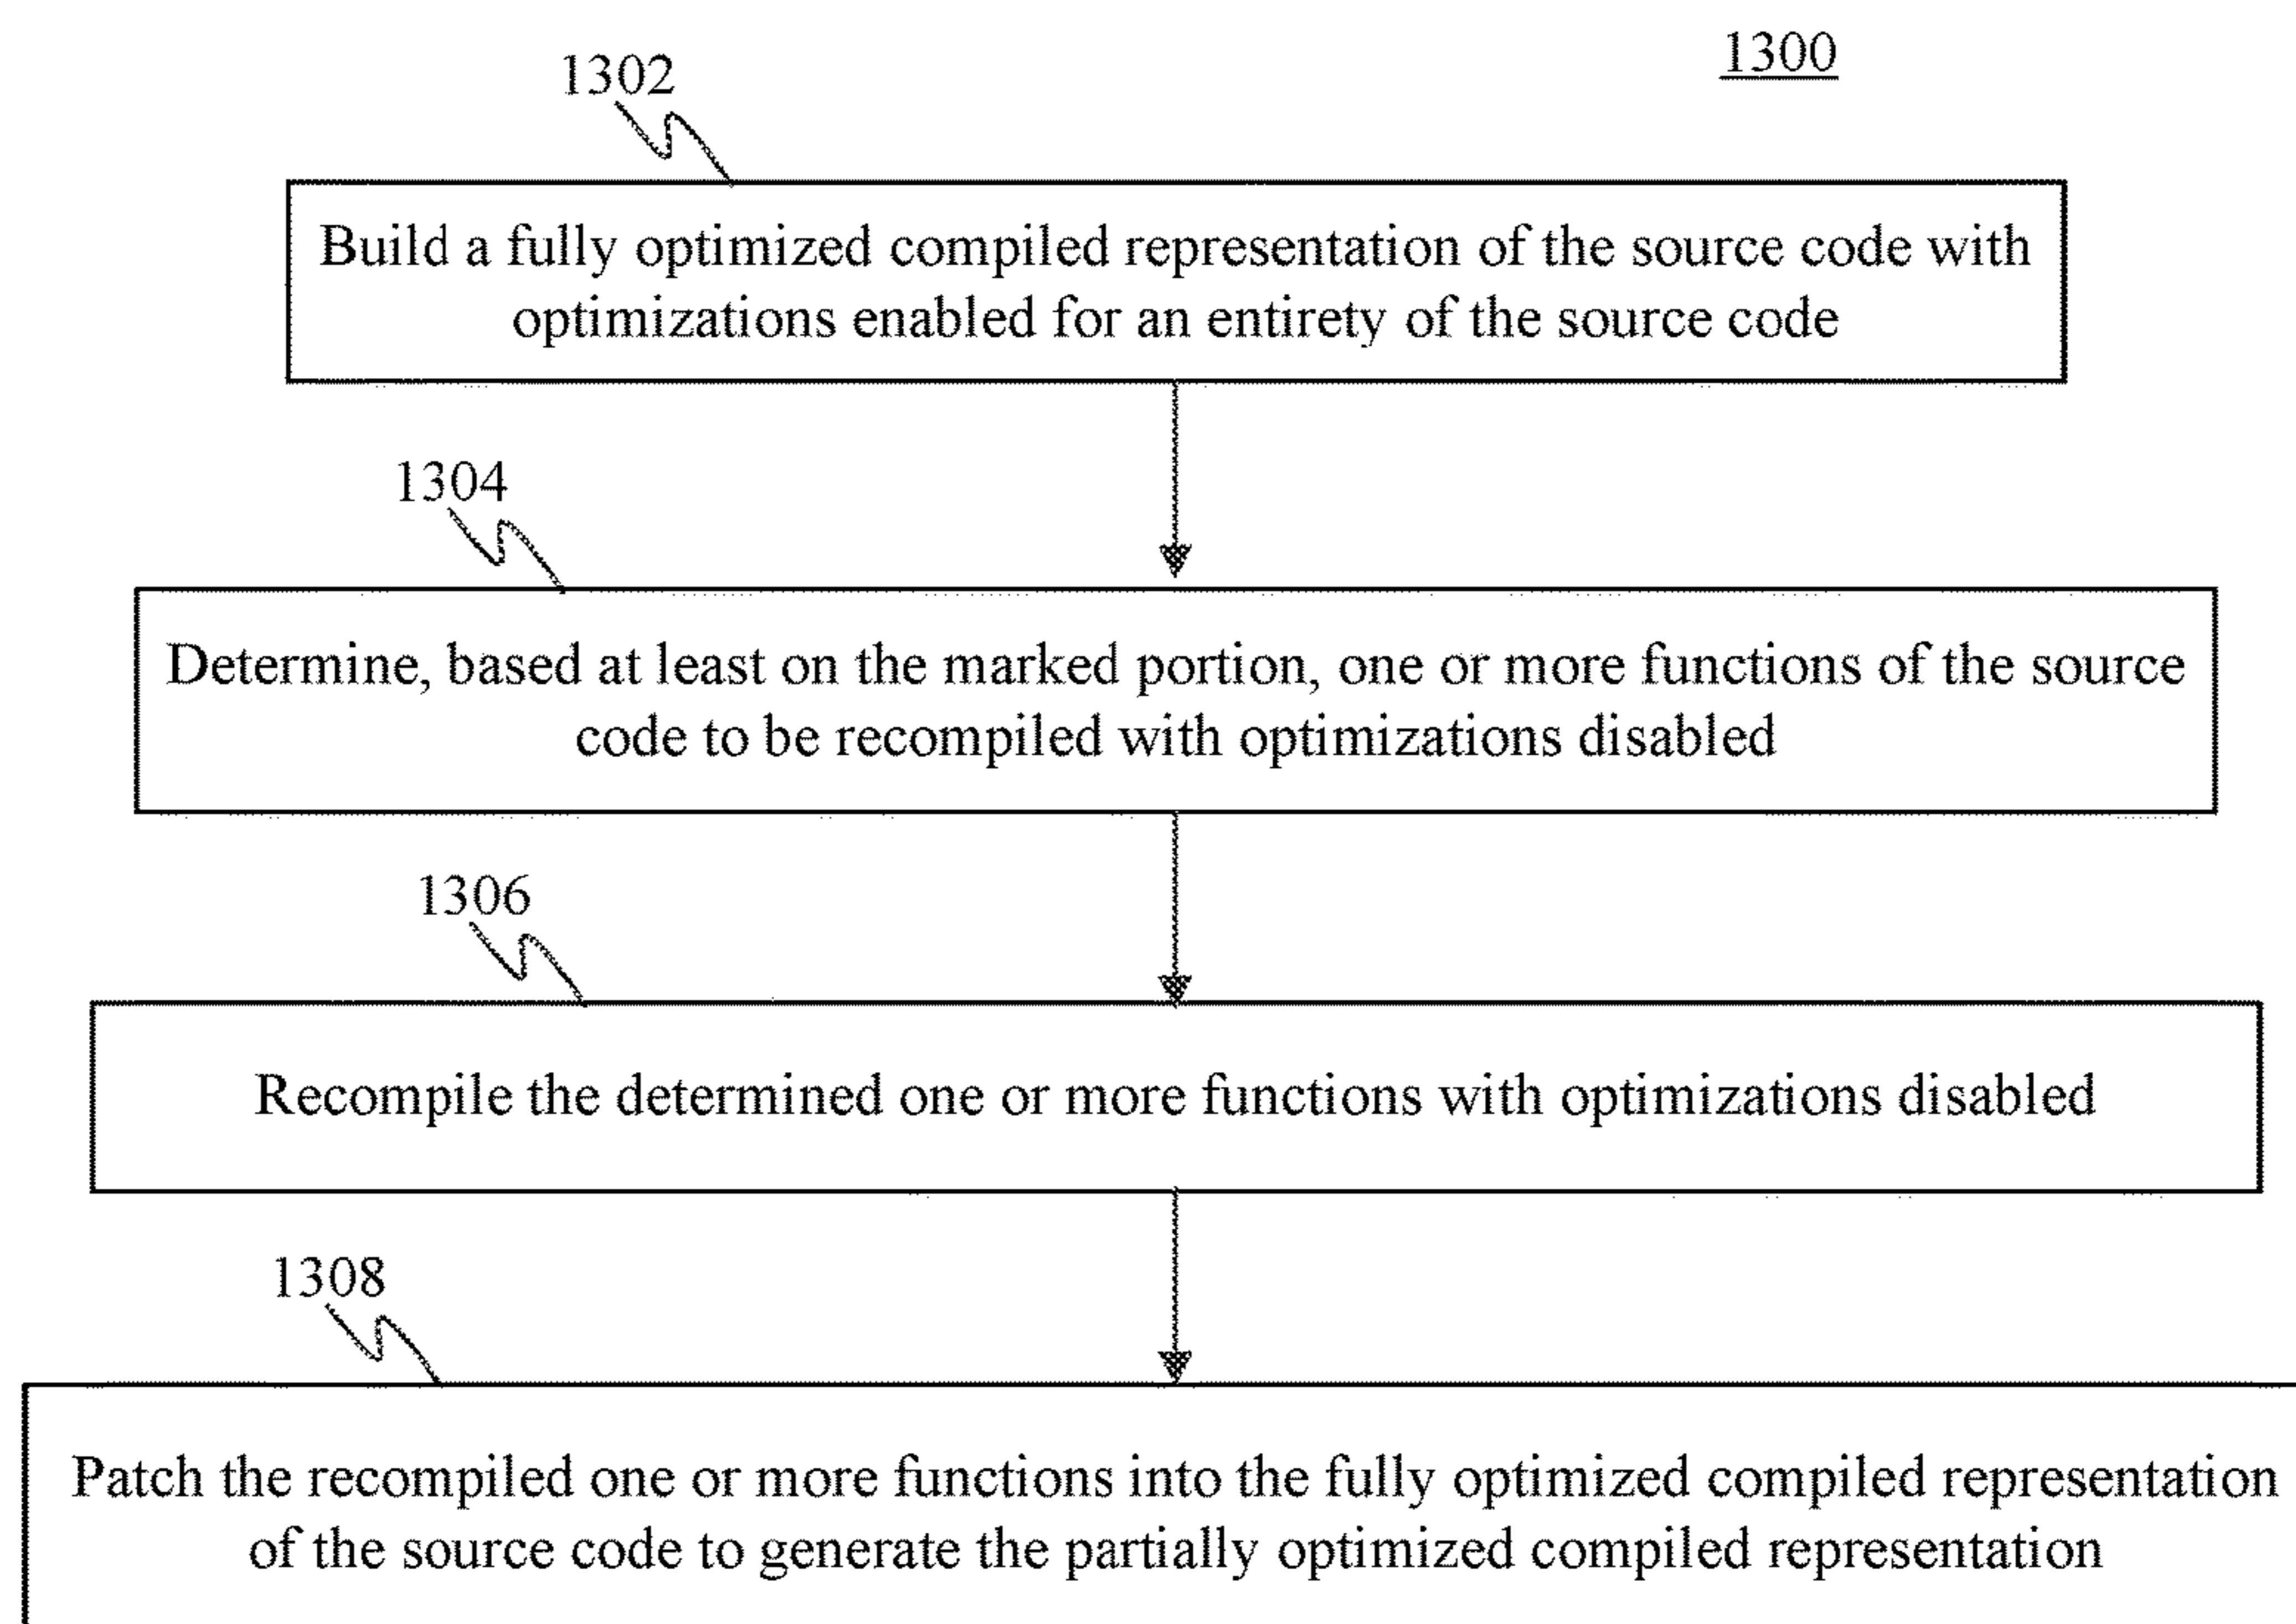 1300
1302
Build a fully optimized compiled representation of the source code with
optimizations enabled for an entirety of the source code
1304
Determine, based at least on the marked portion, one or more functions of the source
code to be recompiled with optimizations disabled
1306
Recompile the determined one or more functions with optimizations disabled
1308
Patch the recompiled one or more functions into the fully optimized compiled representation
of the source code to generate the partially optimized compiled representation